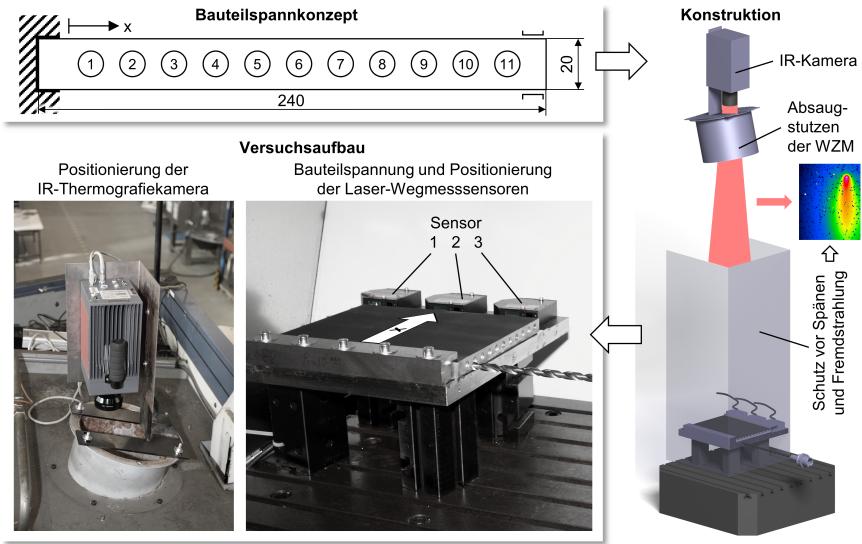 Bauteilspannkonzept
x
1 2 3 4 5 6 7 8 9 10 11
20
240
Konstruktion
IR-Kamera
Absaug-
stutzen
der WZM
Schutz vor Spänen
und Fremdstrahlung
Versuchsaufbau
Positionierung der
IR-Thermografiekamera
Bauteilspannung und Positionierung
der Laser-Wegmesssensoren
Sensor
1 2 3
x